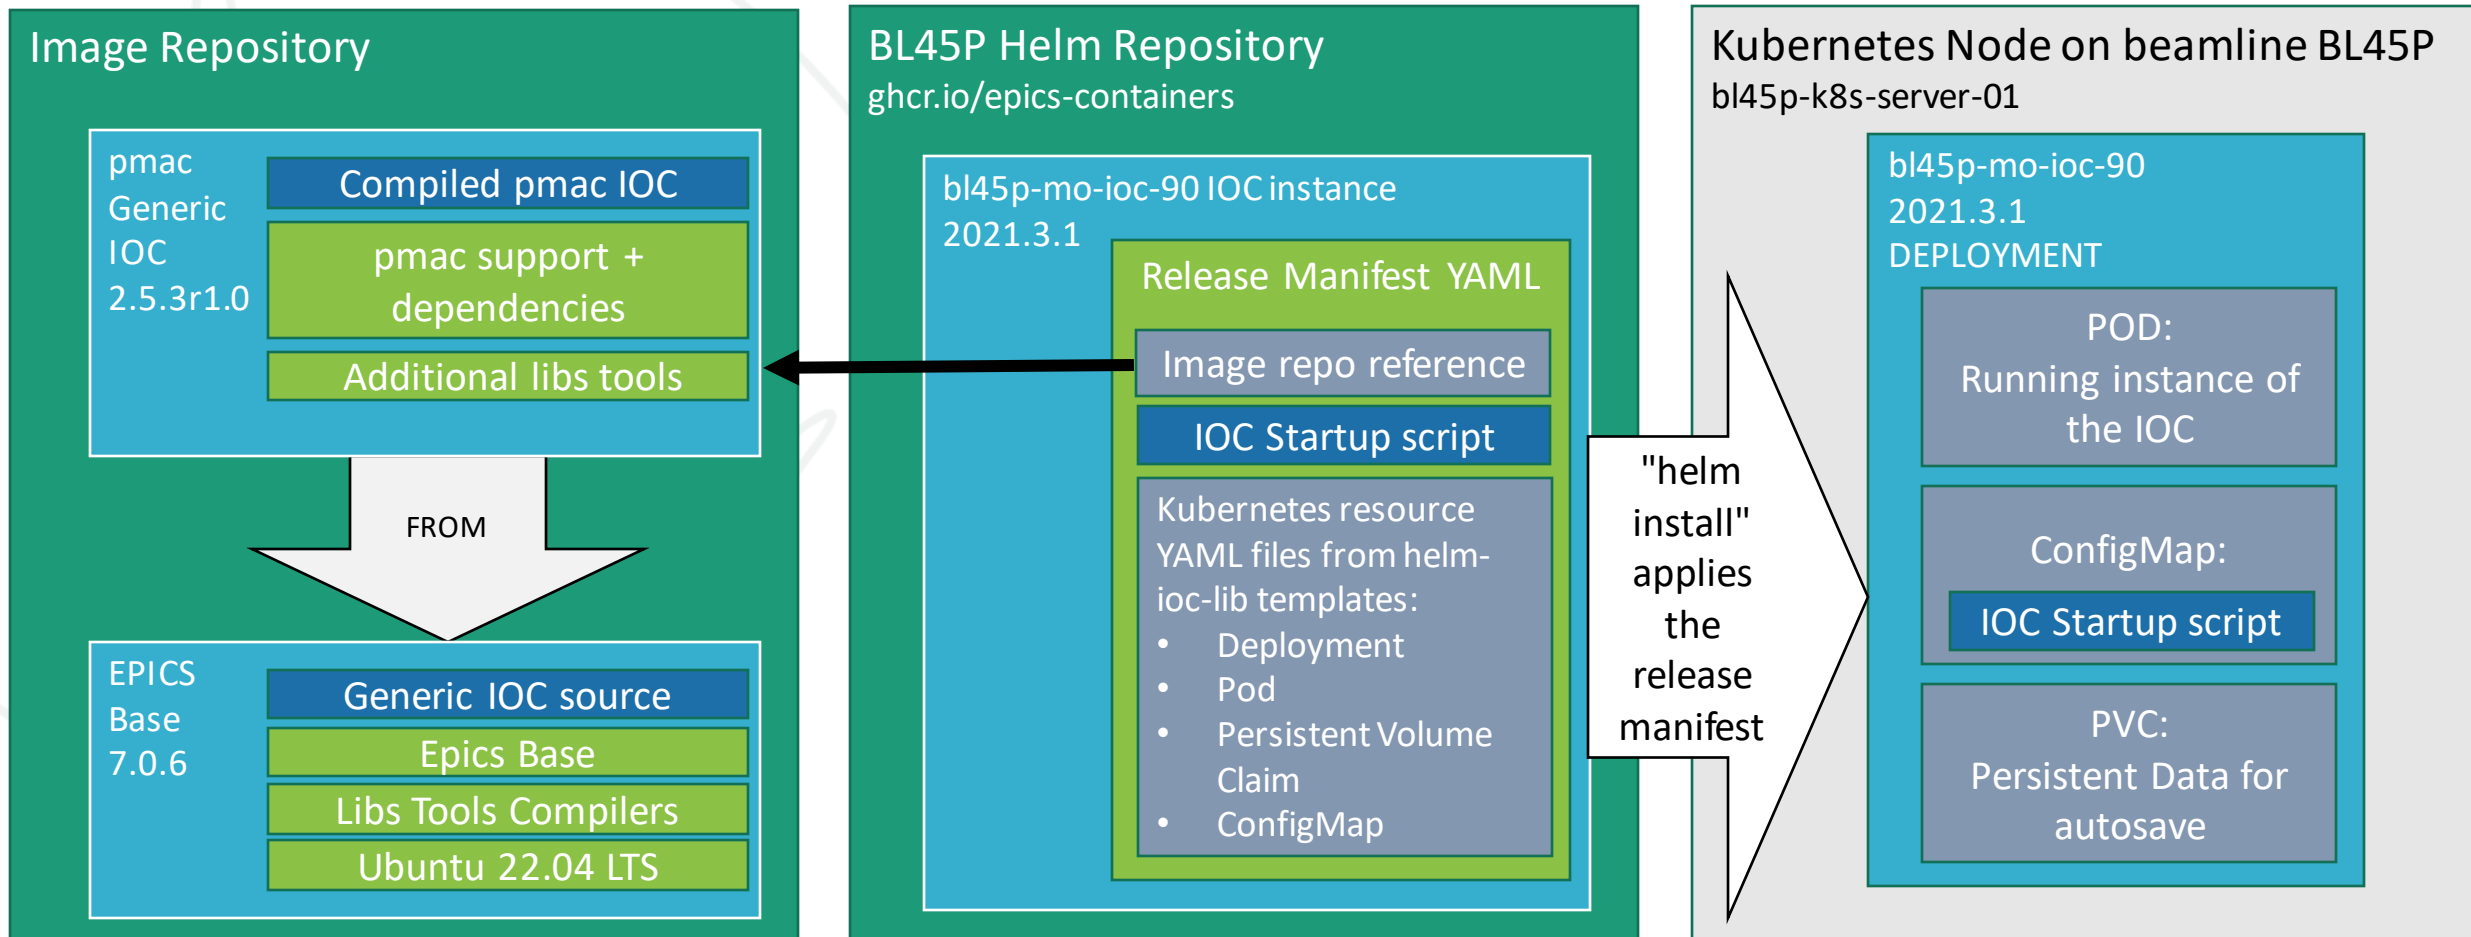 Image Repository
pmac
Generic
IOC
2.5.3r1.0
Compiled pmac IOC
pmac support +
dependencies
Additional libs tools
FROM
EPICS
Base
7.0.6
Generic IOC source
Epics Base
Libs Tools Compilers
Ubuntu 22.04 LTS
BL45P Helm Repository
ghcr.io/epics-containers
bl45p-mo-ioc-90 IOC instance
2021.3.1
Release Manifest YAML
Image repo reference
IOC Startup script
Kubernetes resource
YAML files from helm-
ioc-lib templates:
• Deployment
• Pod
• Persistent Volume
Claim
• ConfigMap
"helm
install"
applies
the
release
manifest
Kubernetes Node on beamline BL45P
bl45p-k8s-server-01
bl45p-mo-ioc-90
2021.3.1
DEPLOYMENT
POD:
Running instance of
the IOC
ConfigMap:
IOC Startup script
PVC:
Persistent Data for
autosave